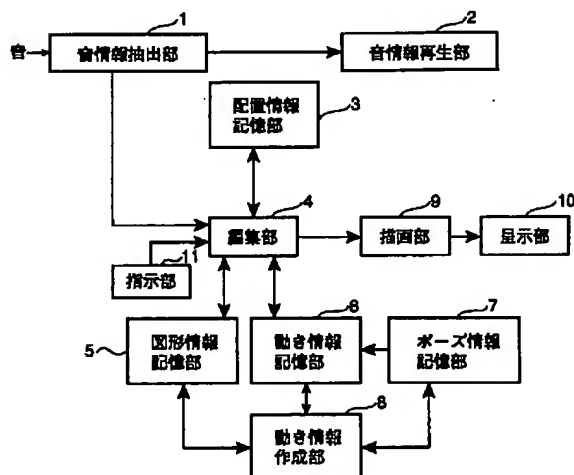 1
2
音
音情報抽出部
音情報再生部
配置情報
記憶部
3
4
9
10
編集部
描画部
呈示部
11
指示部
6
7
5
図形情報
記憶部
動き情報
記憶部
ポーズ情報
記憶部
8
動き情報
作成部